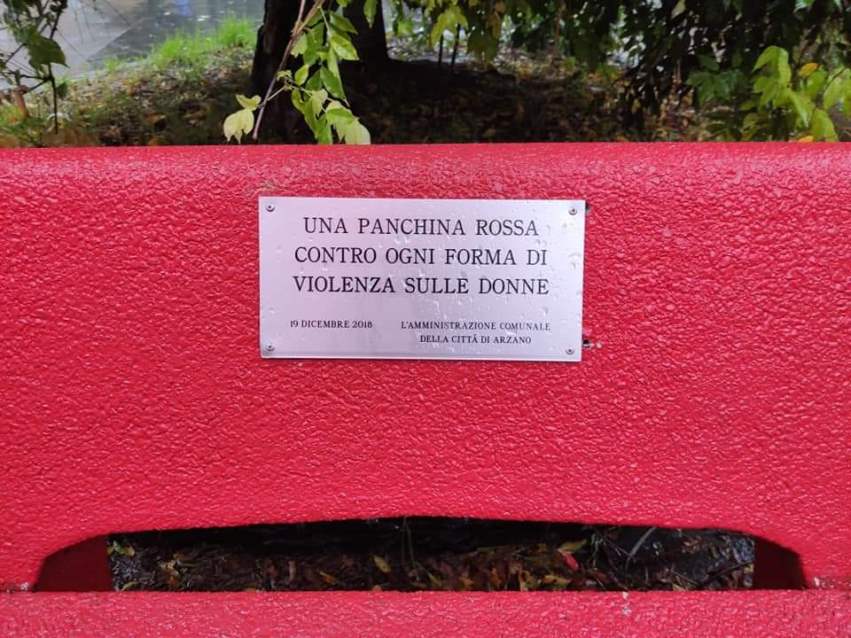 UNA PANCHINA ROSSA
CONTRO OGNI FORMA DI
VIOLENZA SULLE DONNE
19 DICEMBRE 2018
L'AMMINISTRAZIONE COMUNALE
DELLA CITTÀ DI ARZANO